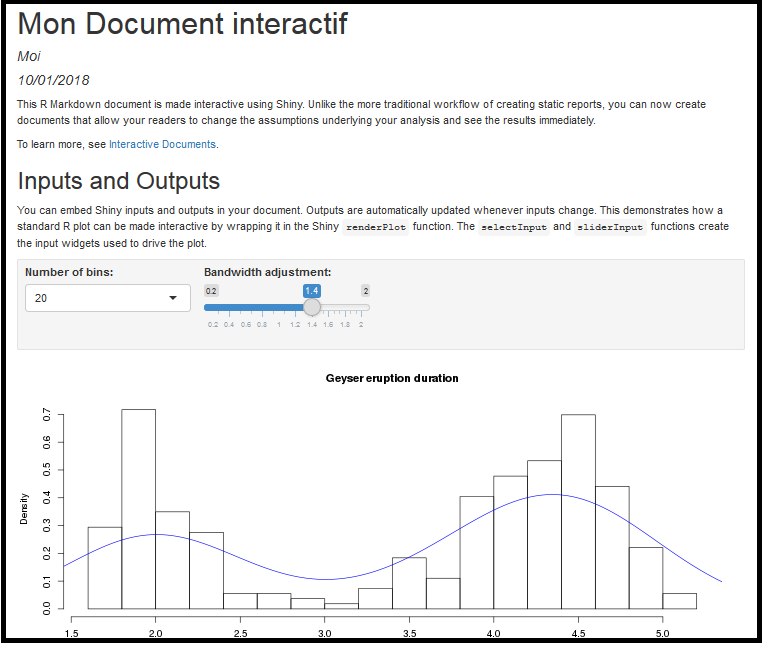 Mon Document interactif
Moi
10/01/2018
This R Markdown document is made interactive using Shiny. Unlike the more traditional workflow of creating static reports, you can now create
documents that allow your readers to change the assumptions underlying your analysis and see the results immediately.
To learn more, see Interactive Documents.
Inputs and Outputs
You can embed Shiny inputs and outputs in your document. Outputs are automatically updated whenever inputs change. This demonstrates how a
standard R plot can be made interactive by wrapping it in the Shiny renderPlot function. The selectInput and sliderInput functions create
the input widgets used to drive the plot.
Number of bins:
20
Bandwidth adjustment:
0.2 1.4 2
0.2 0.4 0.6 0.8 1 1.2 1.4 1.6 1.8 2
Geyser eruption duration
Density
0.7
0.6
0.5
0.4
0.3
0.2
0.1
0.0
1.5 2.0 2.5 3.0 3.5 4.0 4.5 5.0